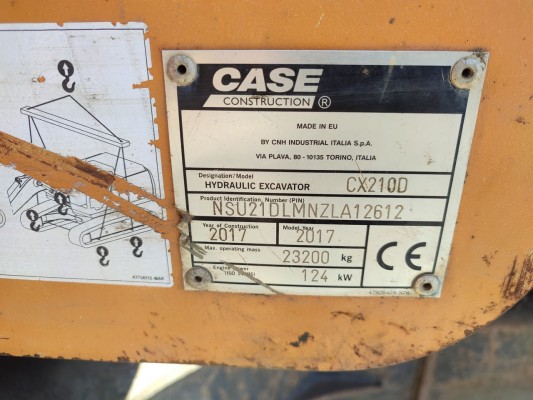 CASE
CONSTRUCTION ®
MADE IN EU
BY CNH INDUSTRIAL ITALIA S.p.A.
VIA PLAVA, 80 - 10135 TORINO, ITALIA
Designation/Model
HYDRAULIC EXCAVATOR CX210D
Product Identification Number (PIN)
NSU21DLMNZLA12612
Year of Construction Model Year
2017 2017
Max. operating mass
23200 kg
Engine Power
124 kW
CE